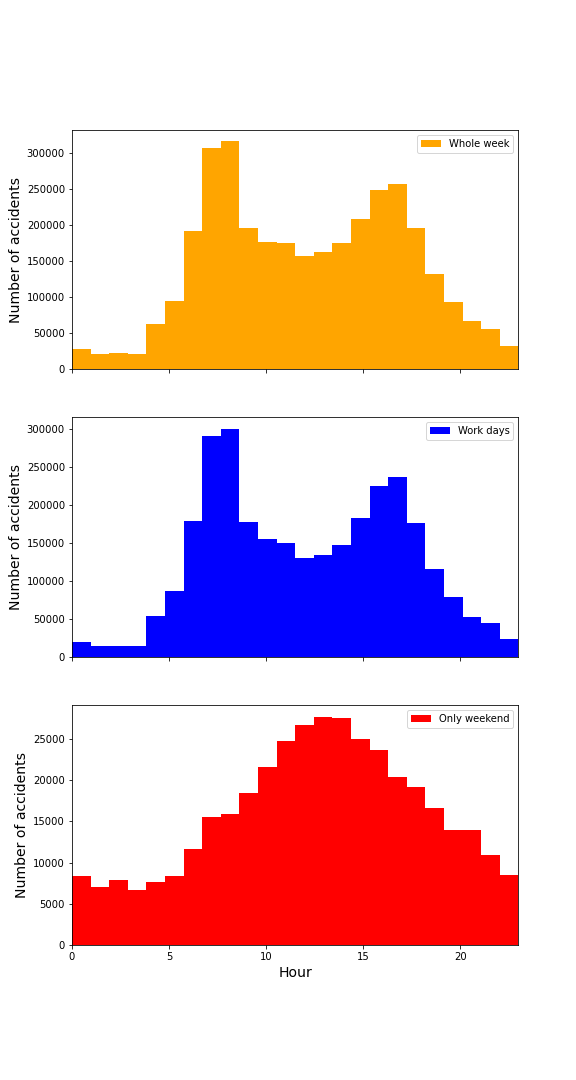 Whole week
300000
250000
200000
150000
100000
50000
0
Number of accidents
Work days
300000
250000
200000
150000
100000
50000
0
Number of accidents
Only weekend
25000
20000
15000
10000
5000
0
Number of accidents
0 5 10 15 20
Hour